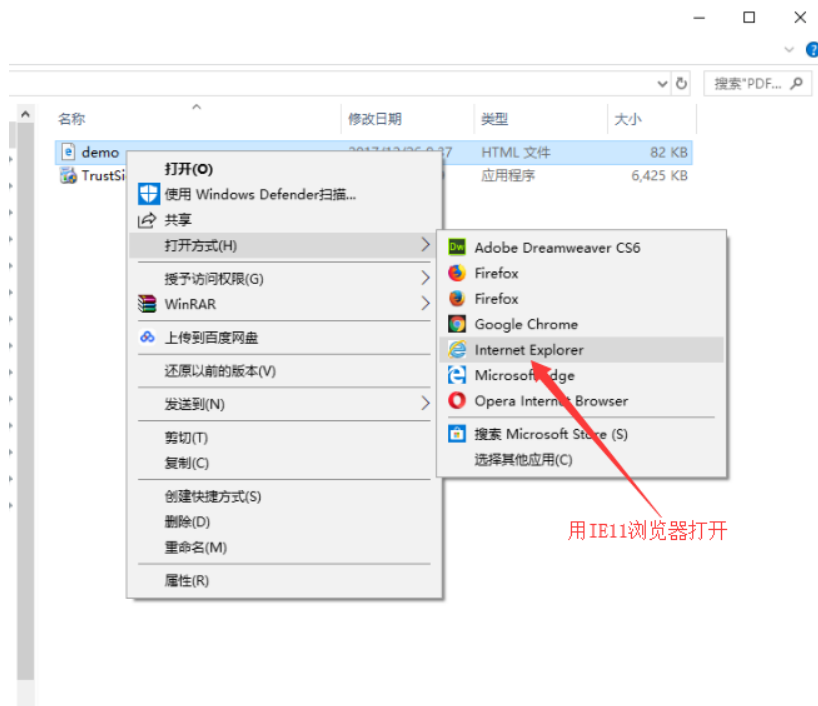 搜索"PDF...
名称 修改日期 类型 大小
demo HTML 文件 82 KB
TrustSi 应用程序 6,425 KB
打开(O)
使用 Windows Defender扫描...
共享
打开方式(H)
授予访问权限(G)
WinRAR
上传到百度网盘
还原以前的版本(V)
发送到(N)
剪切(T)
复制(C)
创建快捷方式(S)
删除(D)
重命名(M)
属性(R)
Adobe Dreamweaver CS6
Firefox
Firefox
Google Chrome
Internet Explorer
Microsoft Edge
Opera Internet Browser
搜索 Microsoft Store (S)
选择其他应用(C)
用IE11浏览器打开